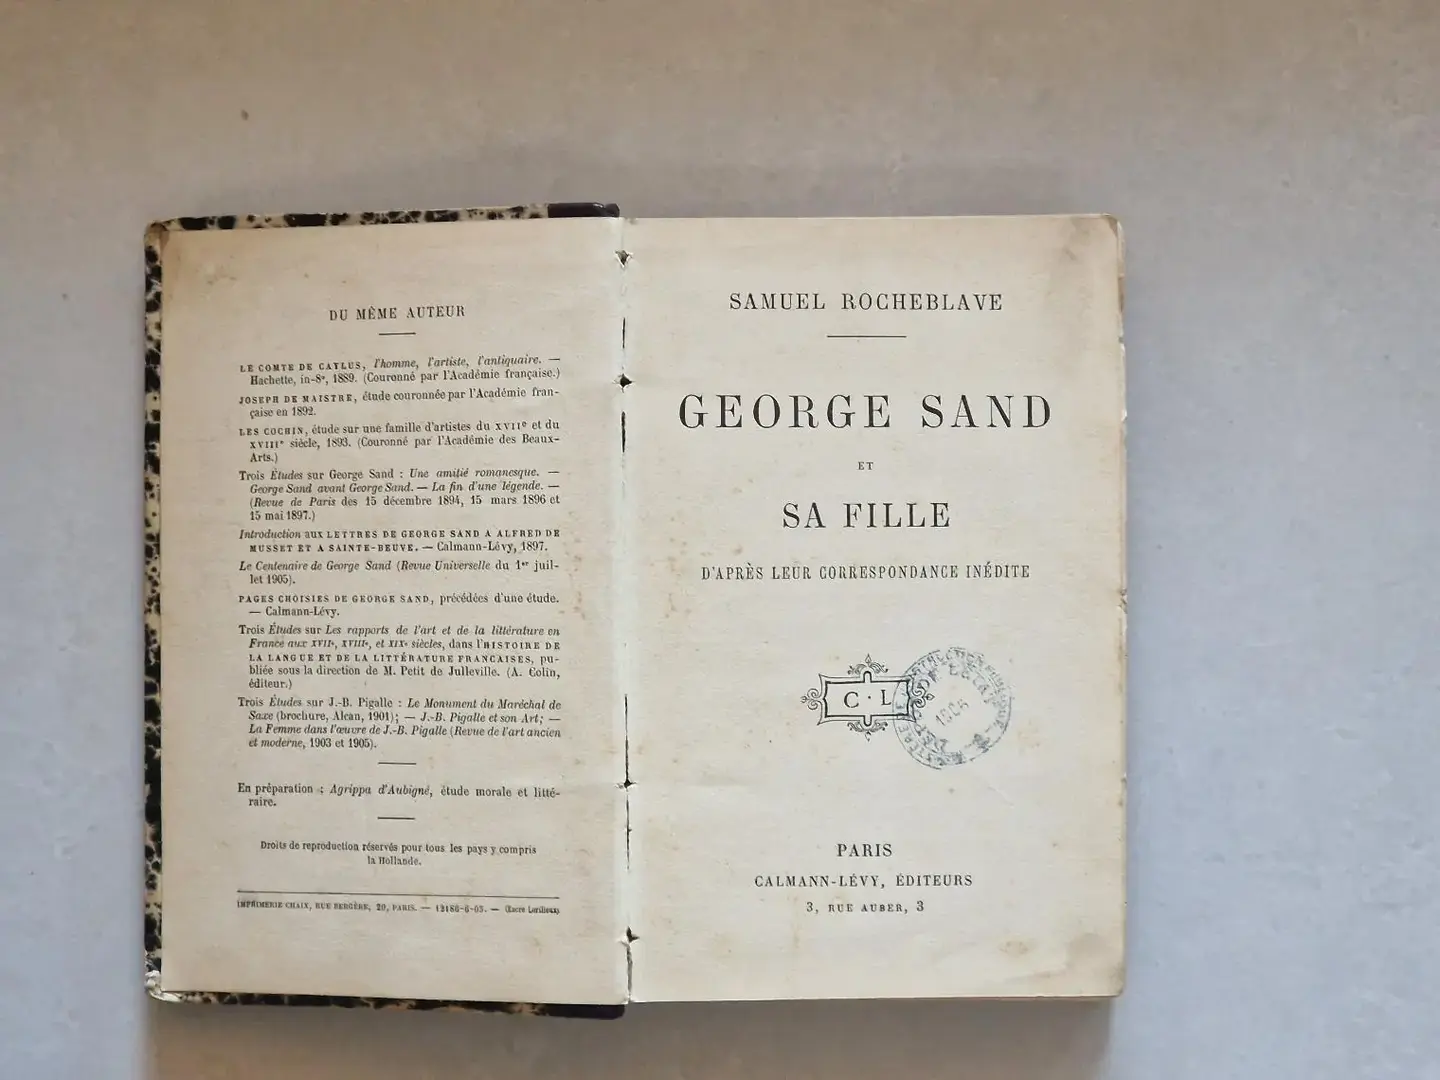 DU MÊME AUTEUR
LE COMTE DE CAYLUS, l'homme, l'artiste, l'antiquaire. —
Hachette, in-8°, 1889. (Couronné par l'Académie française.)
JOSEPH DE MAISTRE, étude couronnée par l'Académie fran-
çaise en 1892.
LES COCHIN, étude sur une famille d'artistes du XVIIe et du
XVIIIe siècle, 1893. (Couronné par l'Académie des Beaux-
Arts.)
Trois Études sur George Sand : Une amitié romanesque. —
George Sand avant George Sand. — La fin d'une légende. —
(Revue de Paris des 15 décembre 1894, 15 mars 1896 et
15 mai 1897.)
Introduction aux LETTRES DE GEORGE SAND A ALFRED DE
MUSSET ET A SAINTE-BEUVE. — Calmann-Lévy, 1897.
Le Centenaire de George Sand (Revue Universelle du 1er juil-
let 1905).
PAGES CHOISIES DE GEORGE SAND, précédées d'une étude.
— Calmann-Lévy.
Trois Études sur Les rapports de l'art et de la littérature en
France aux XVIIe, XVIIIe, et XIXe siècles, dans l'HISTOIRE DE
LA LANGUE ET DE LA LITTÉRATURE FRANCAISES, pu-
bliée sous la direction de M. Petit de Julleville. (A. Colin,
éditeur.)
Trois Études sur J.-B. Pigalle : Le Monument du Maréchal de
Saxe (brochure, Alcan, 1901); — J.-B. Pigalle et son Art; —
La Femme dans l'œuvre de J.-B. Pigalle (Revue de l'art ancien
et moderne, 1903 et 1905).
En préparation : Agrippa d'Aubigné, étude morale et litté-
raire.
Droits de reproduction réservés pour tous les pays y compris
la Hollande.
IMPRIMERIE CHAIX, RUE BERGÈRE, 20, PARIS. — 12186-6-05. — (Encre Lorilleux)
SAMUEL ROCHEBLAVE
GEORGE SAND
ET
SA FILLE
D'APRÈS LEUR CORRESPONDANCE INÉDITE
C·L
PARIS
CALMANN-LÉVY, ÉDITEURS
3, RUE AUBER, 3